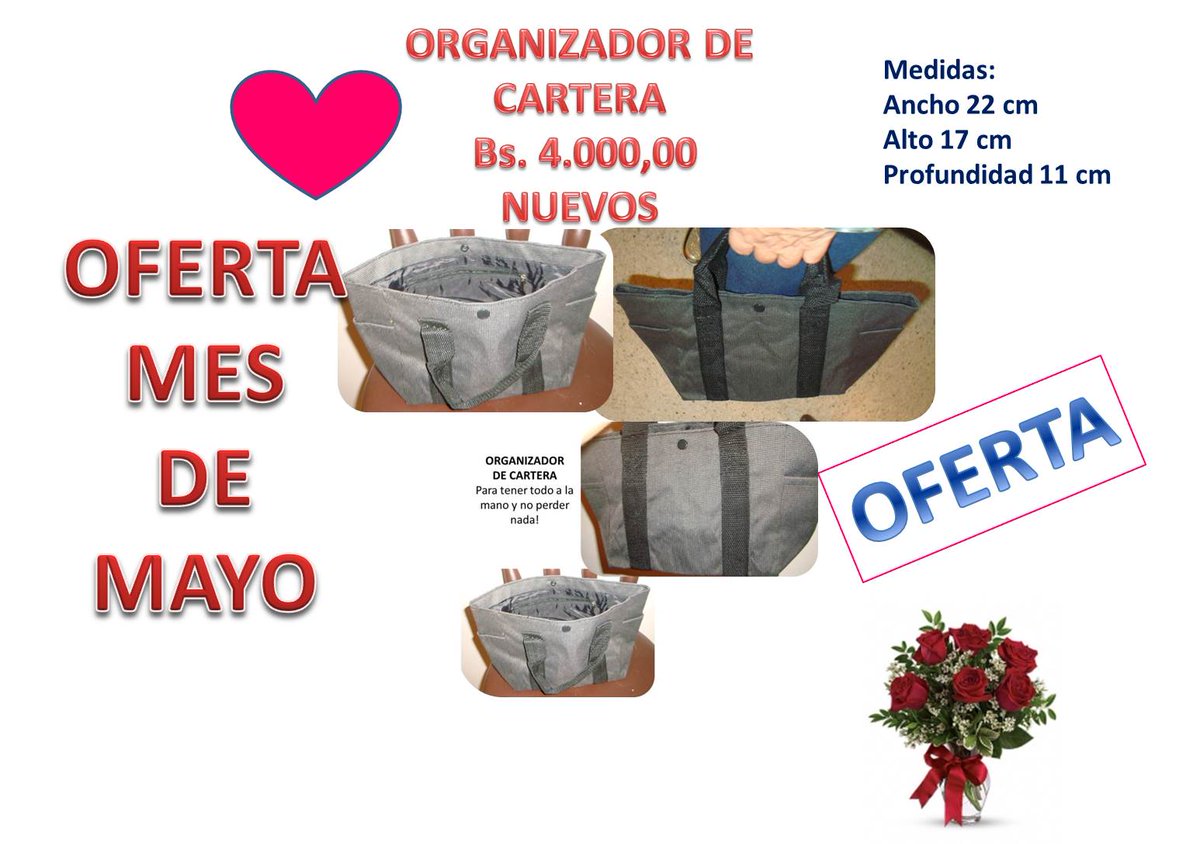 ORGANIZADOR DE
CARTERA
Bs. 4.000,00
NUEVOS
Medidas:
Ancho 22 cm
Alto 17 cm
Profundidad 11 cm
OFERTA
MES
DE
MAYO
ORGANIZADOR
DE CARTERA
Para tener todo a la
mano y no perder
nada!
OFERTA